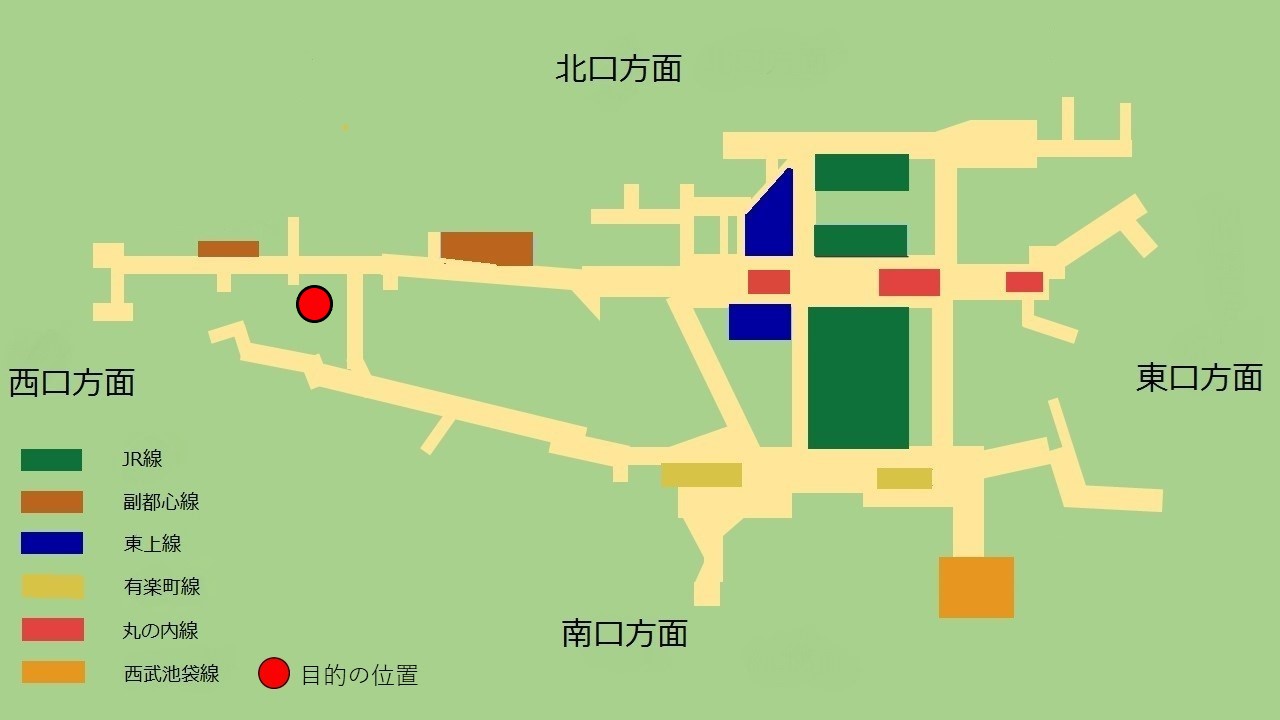 北口方面
西口方面
東口方面
南口方面
JR線
副都心線
東上線
有楽町線
丸の内線
西武池袋線
目的の位置